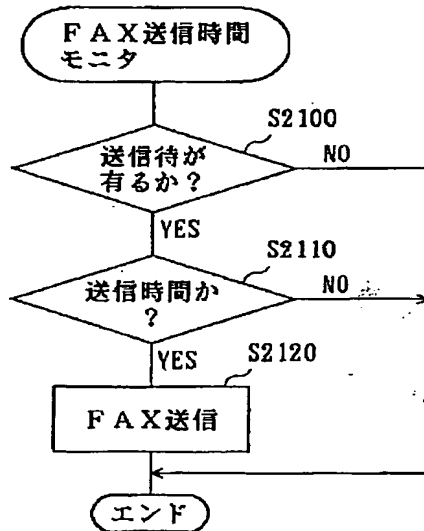 ＦＡＸ送信時間
モニタ
S2100
送信待が
有るか？
NO
YES
S2110
送信時間か
？
NO
YES
S2120
ＦＡＸ送信
エンド